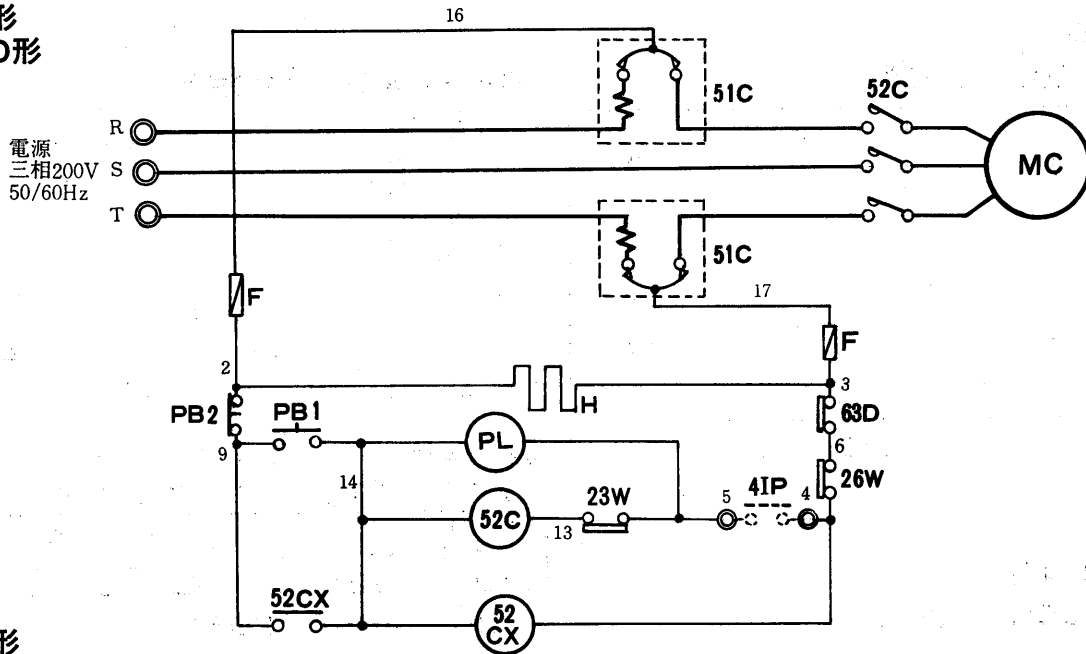 形
D形
16
51C
52C
R
電源
三相200V
50/60Hz
S
T
MC
51C
17
F
F
2
3
H
63D
PB2
PB1
9
PL
6
26W
14
23W
5
4IP
4
52C
13
52CX
52
CX
形